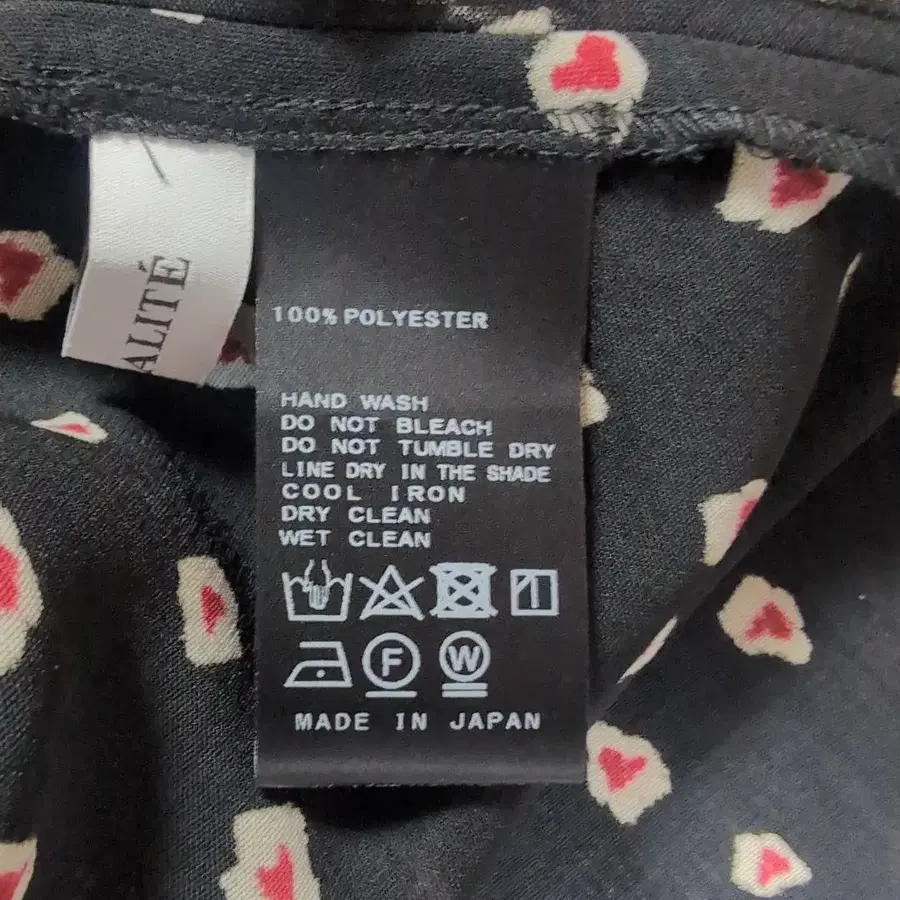 ALITÉ
100% POLYESTER
HAND WASH
DO NOT BLEACH
DO NOT TUMBLE DRY
LINE DRY IN THE SHADE
COOL IRON
DRY CLEAN
WET CLEAN
F W
MADE IN JAPAN